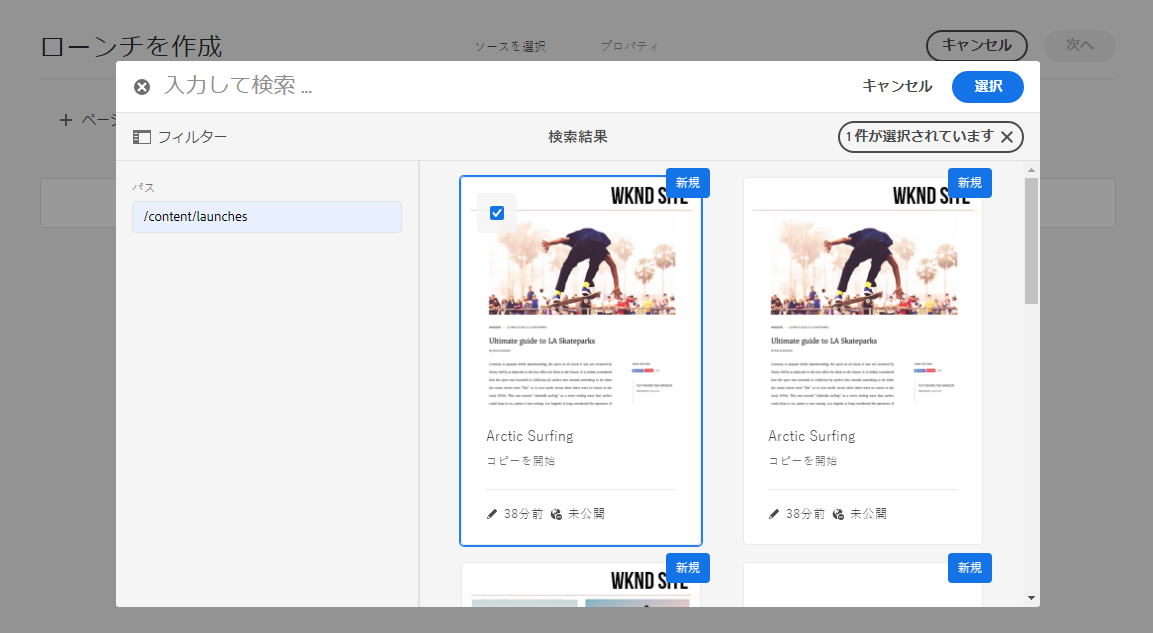 ローンチを作成
ソースを選択
プロパティ
キャンセル
次へ
入力して検索 ...
キャンセル
選択
+ ページ
フィルター
検索結果
1 件が選択されています
パス
/content/launches
新規
WKND SITE
Ultimate guide to LA Skateparks
Arctic Surfing
コピーを開始
38分前
未公開
新規
WKND SITE
Ultimate guide to LA Skateparks
Arctic Surfing
コピーを開始
38分前
未公開
新規
WKND SITE
新規